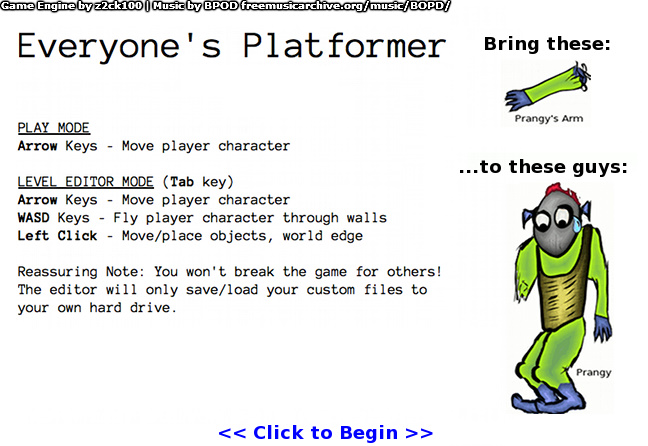 Game Engine by z2ck100 | Music by BPOD freemusicarchive.org/music/BOPD/
Everyone's Platformer
PLAY MODE
Arrow Keys - Move player character
LEVEL EDITOR MODE (Tab key)
Arrow Keys - Move player character
WASD Keys - Fly player character through walls
Left Click - Move/place objects, world edge
Reassuring Note: You won't break the game for others!
The editor will only save/load your custom files to
your own hard drive.
Bring these:
Prangy's Arm
...to these guys:
Prangy
<< Click to Begin >>